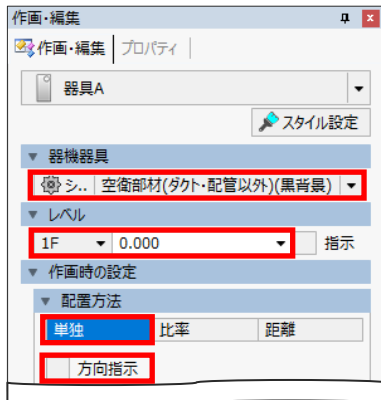 作画・編集
作画・編集 プロパティ
器具A
スタイル設定
器機器具
シ.. 空衛部材(ダクト・配管以外)(黒背景)
レベル
1F 0.000 指示
作画時の設定
配置方法
単独 比率 距離
方向指示